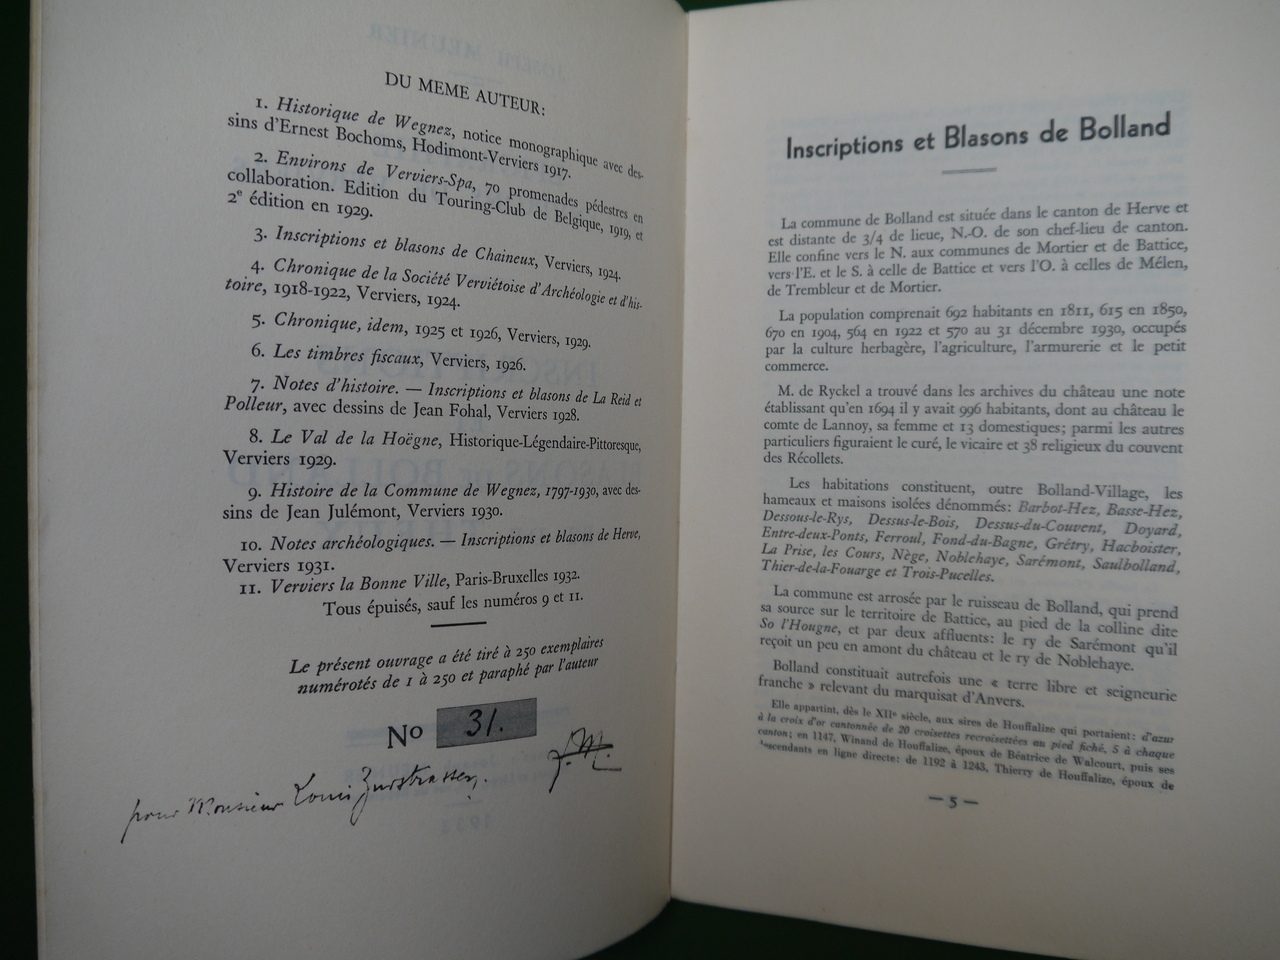 DU MEME AUTEUR:
1. Historique de Wegnez, notice monographique avec des-
sins d'Ernest Bochoms, Hodimont-Verviers 1917.
2. Environs de Verviers-Spa, 70 promenades pédestres en
collaboration. Edition du Touring-Club de Belgique, 1919, et
2e édition en 1929.
3. Inscriptions et blasons de Chaineux, Verviers, 1924.
4. Chronique de la Société Verviétoise d'Archéologie et d'his-
toire, 1918-1922, Verviers, 1924.
5. Chronique, idem, 1925 et 1926, Verviers, 1929.
6. Les timbres fiscaux, Verviers, 1926.
7. Notes d'histoire. — Inscriptions et blasons de La Reid et
Polleur, avec dessins de Jean Fohal, Verviers 1928.
8. Le Val de la Hoëgne, Historique-Légendaire-Pittoresque,
Verviers 1929.
9. Histoire de la Commune de Wegnez, 1797-1930, avec des-
sins de Jean Julémont, Verviers 1930.
10. Notes archéologiques. — Inscriptions et blasons de Herve,
Verviers 1931.
11. Verviers la Bonne Ville, Paris-Bruxelles 1932.
Tous épuisés, sauf les numéros 9 et 11.
Le présent ouvrage a été tiré à 250 exemplaires
numérotés de 1 à 250 et paraphé par l'auteur
No 31.
J.M.
pour Monsieur Louis Zurstrassen.
Inscriptions et Blasons de Bolland
La commune de Bolland est située dans le canton de Herve et
est distante de 3/4 de lieue, N.-O. de son chef-lieu de canton.
Elle confine vers le N. aux communes de Mortier et de Battice,
vers l'E. et le S. à celle de Battice et vers l'O. à celles de Mélen,
de Trembleur et de Mortier.
La population comprenait 692 habitants en 1811, 615 en 1850,
670 en 1904, 564 en 1922 et 570 au 31 décembre 1930, occupés
par la culture herbagère, l'agriculture, l'armurerie et le petit
commerce.
M. de Ryckel a trouvé dans les archives du château une note
établissant qu'en 1694 il y avait 996 habitants, dont au château le
comte de Lannoy, sa femme et 13 domestiques; parmi les autres
particuliers figuraient le curé, le vicaire et 38 religieux du couvent
des Récollets.
Les habitations constituent, outre Bolland-Village, les
hameaux et maisons isolées dénommés: Barbot-Hez, Basse-Hez,
Dessous-le-Rys, Dessus-le-Bois, Dessus-du-Couvent, Doyard,
Entre-deux-Ponts, Ferroul, Fond-du-Bagne, Grétry, Hacboister,
La Prise, les Cours, Nège, Noblehaye, Sarémont, Saulbolland,
Thier-de-la-Fouarge et Trois-Pucelles.
La commune est arrosée par le ruisseau de Bolland, qui prend
sa source sur le territoire de Battice, au pied de la colline dite
So l'Hougne, et par deux affluents: le ry de Sarémont qu'il
reçoit un peu en amont du château et le ry de Noblehaye.
Bolland constituait autrefois une « terre libre et seigneurie
franche » relevant du marquisat d'Anvers.
Elle appartint, dès le XIIe siècle, aux sires de Houffalize qui portaient: d'azur
à la croix d'or cantonnée de 20 croisettes recroisettées au pied fiché, 5 à chaque
canton; en 1147, Winand de Houffalize, époux de Béatrice de Walcourt, puis ses
descendants en ligne directe: de 1192 à 1243, Thierry de Houffalize, époux de
— 5 —